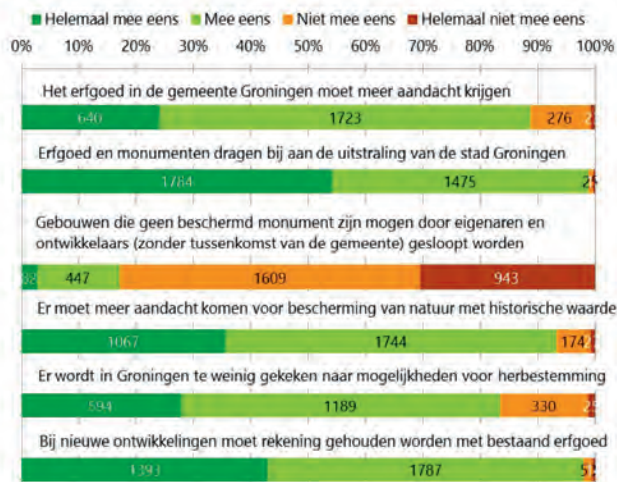 Helemaal mee eens Mee eens Niet mee eens Helemaal niet mee eens
0% 10% 20% 30% 40% 50% 60% 70% 80% 90% 100%
Het erfgoed in de gemeente Groningen moet meer aandacht krijgen
640 1723 276
Erfgoed en monumenten dragen bij aan de uitstraling van de stad Groningen
1784 1475
Gebouwen die geen beschermd monument zijn mogen door eigenaren en
ontwikkelaars (zonder tussenkomst van de gemeente) gesloopt worden
447 1609 943
Er moet meer aandacht komen voor bescherming van natuur met historische waarde
1067 1744 174
Er wordt in Groningen te weinig gekeken naar mogelijkheden voor herbestemming
594 1189 330
Bij nieuwe ontwikkelingen moet rekening gehouden worden met bestaand erfgoed
1393 1787